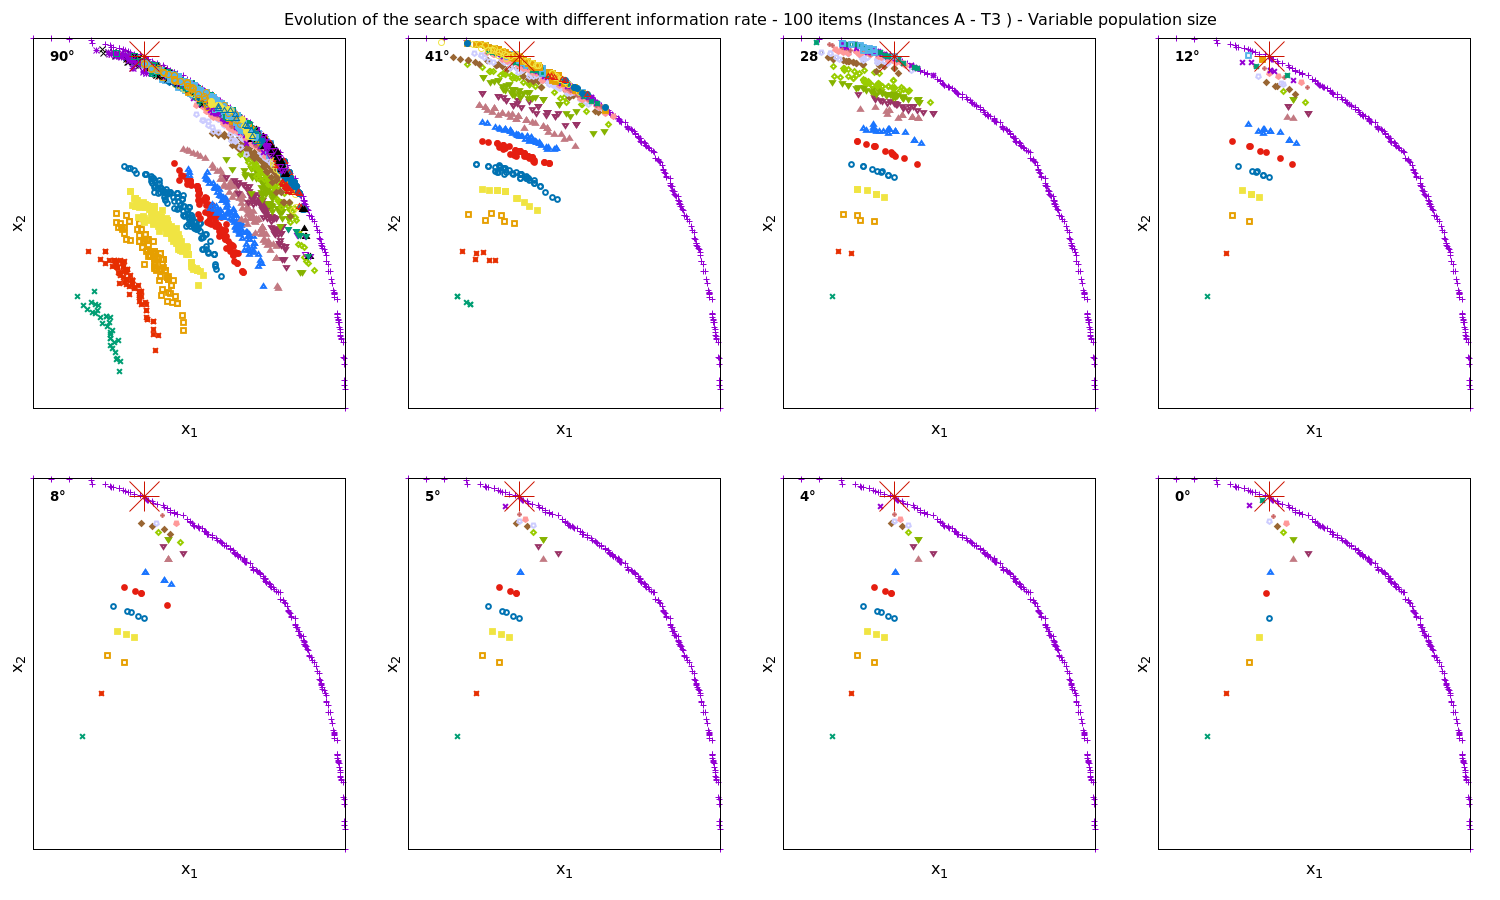 Evolution of the search space with different information rate - 100 items (Instances A - T3 ) - Variable population size
90°
41°
28
12°
x2
x2
x2
x2
x1
x1
x1
x1
8°
5°
4°
0°
x2
x2
x2
x2
x1
x1
x1
x1